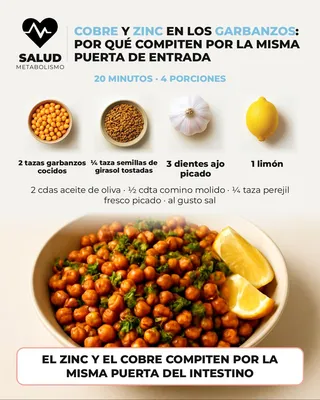 SALUD
METABOLISMO
COBRE Y ZINC EN LOS GARBANZOS:
POR QUÉ COMPITEN POR LA MISMA
PUERTA DE ENTRADA
20 MINUTOS · 4 PORCIONES
2 tazas garbanzos
cocidos
¼ taza semillas de
girasol tostadas
3 dientes ajo
picado
1 limón
2 cdas aceite de oliva · ½ cdta comino molido · ¼ taza perejil
fresco picado · al gusto sal
EL ZINC Y EL COBRE COMPITEN POR LA
MISMA PUERTA DEL INTESTINO